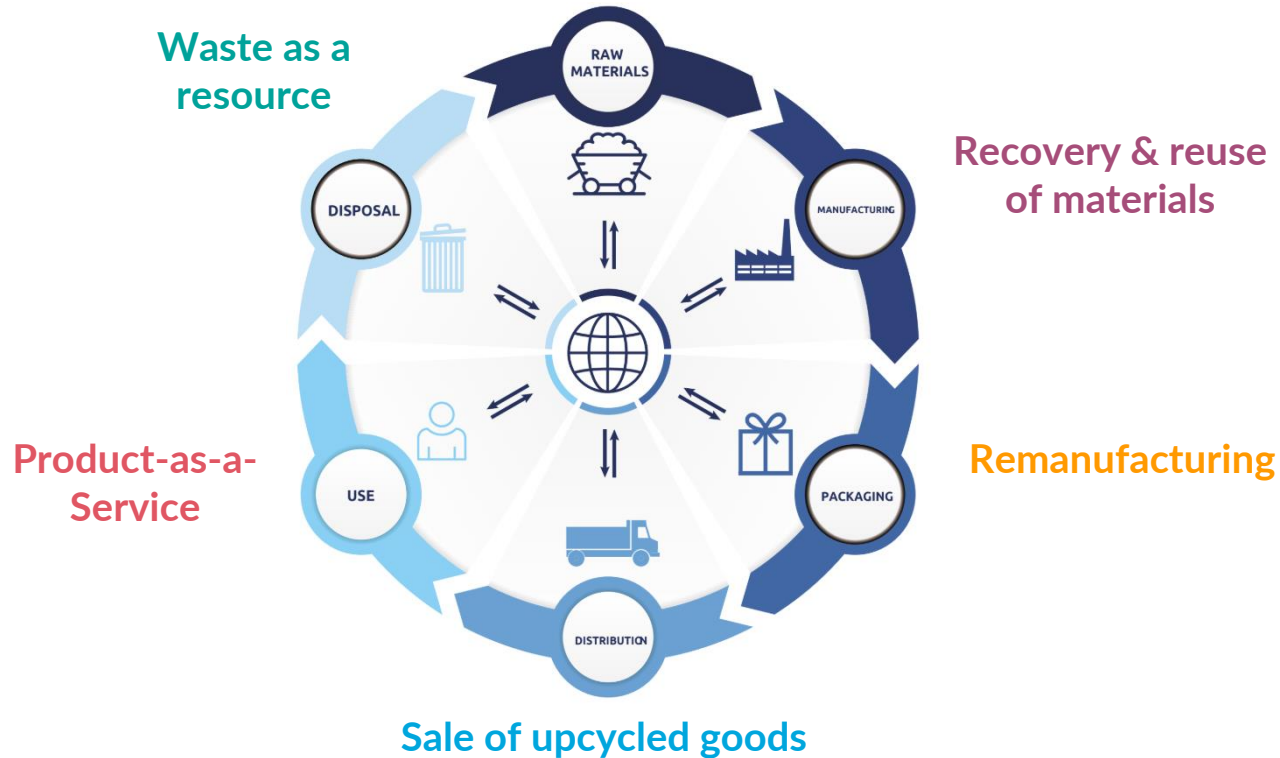 Waste as a
resource
RAW
MATERIALS
Recovery & reuse
of materials
DISPOSAL
MANUFACTURING
Product-as-a-
Service
Remanufacturing
USE
PACKAGING
DISTRIBUTION
Sale of upcycled goods